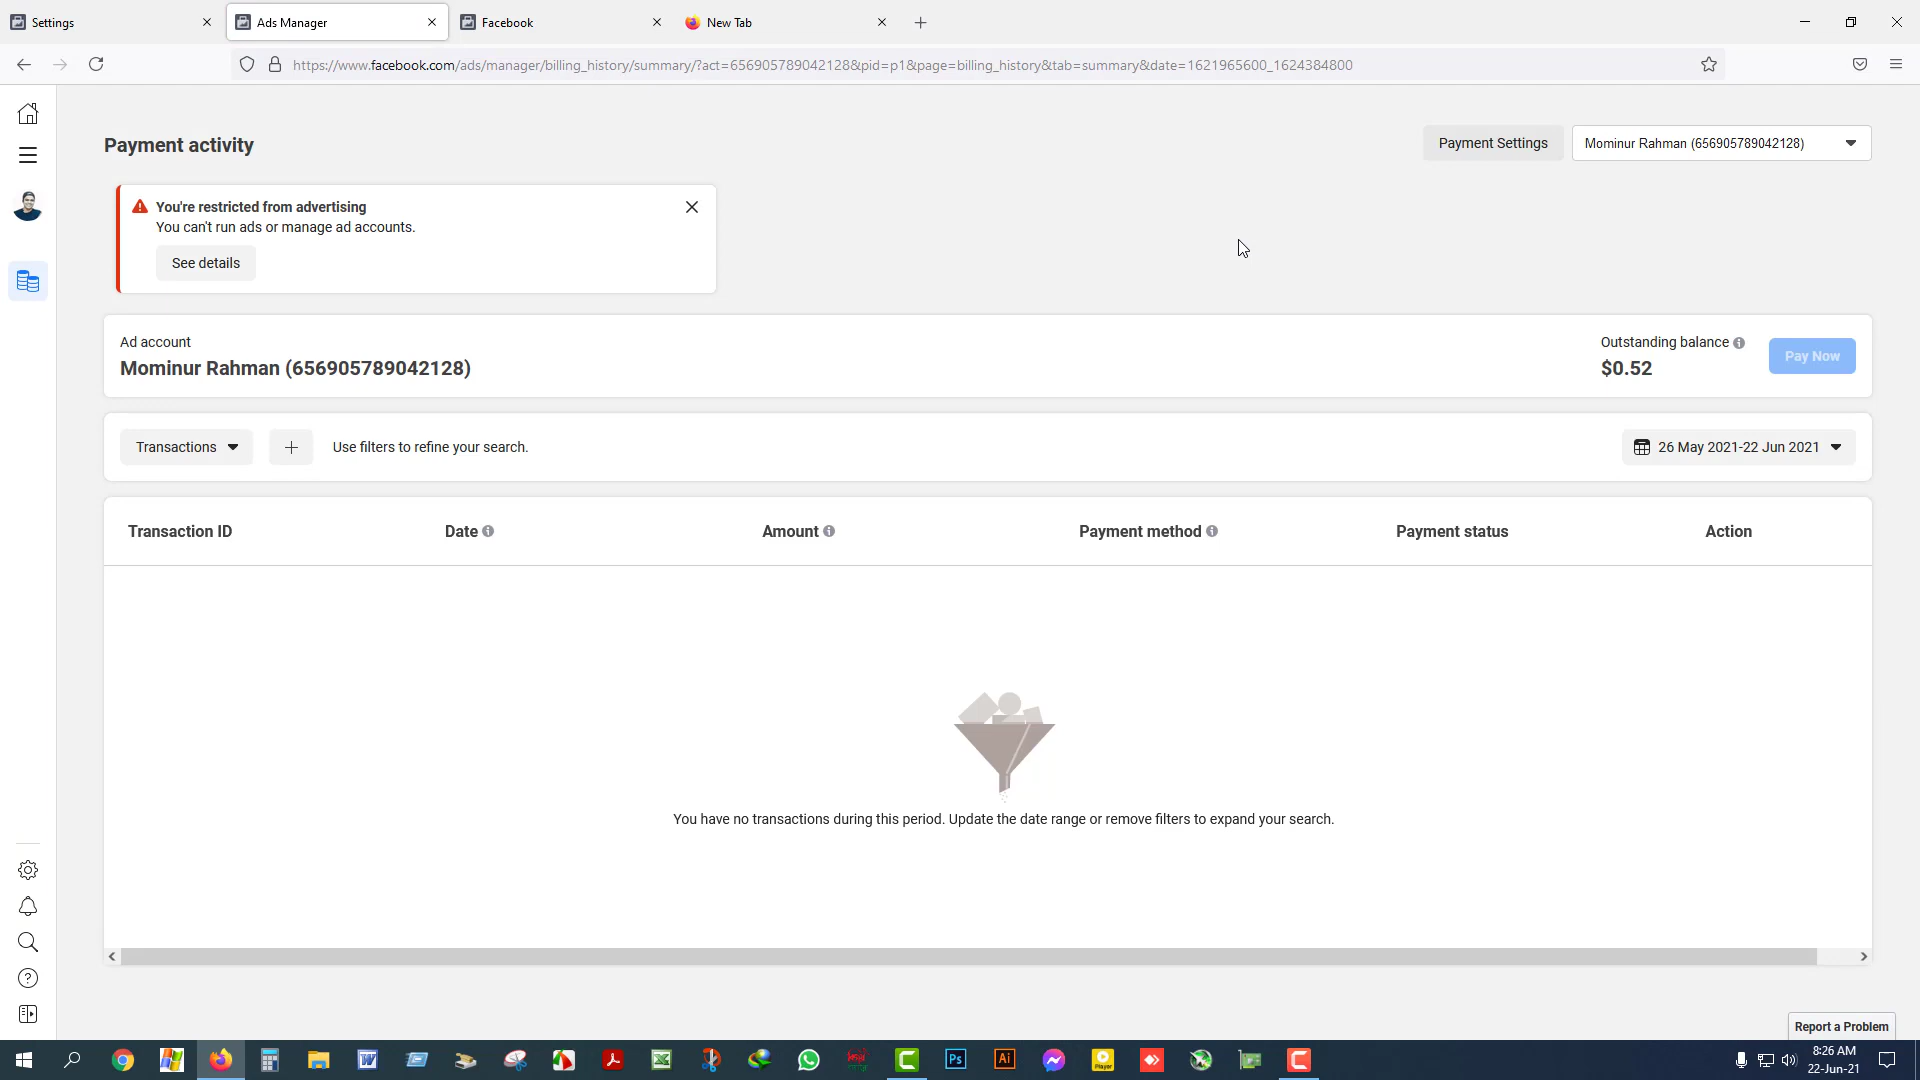 Settings
Ads Manager
Facebook
New Tab
https://www.facebook.com/ads/manager/billing_history/summary/?act=656905789042128&pid=p1&page=billing_history&tab=summary&date=1621965600_1624384800
Payment activity
Payment Settings
Mominur Rahman (656905789042128)
You're restricted from advertising
You can't run ads or manage ad accounts.
See details
Ad account
Mominur Rahman (656905789042128)
Outstanding balance
$0.52
Pay Now
Transactions
Use filters to refine your search.
26 May 2021-22 Jun 2021
Transaction ID
Date
Amount
Payment method
Payment status
Action
You have no transactions during this period. Update the date range or remove filters to expand your search.
Report a Problem
Ps
Ai
Player
8:26 AM
22-Jun-21